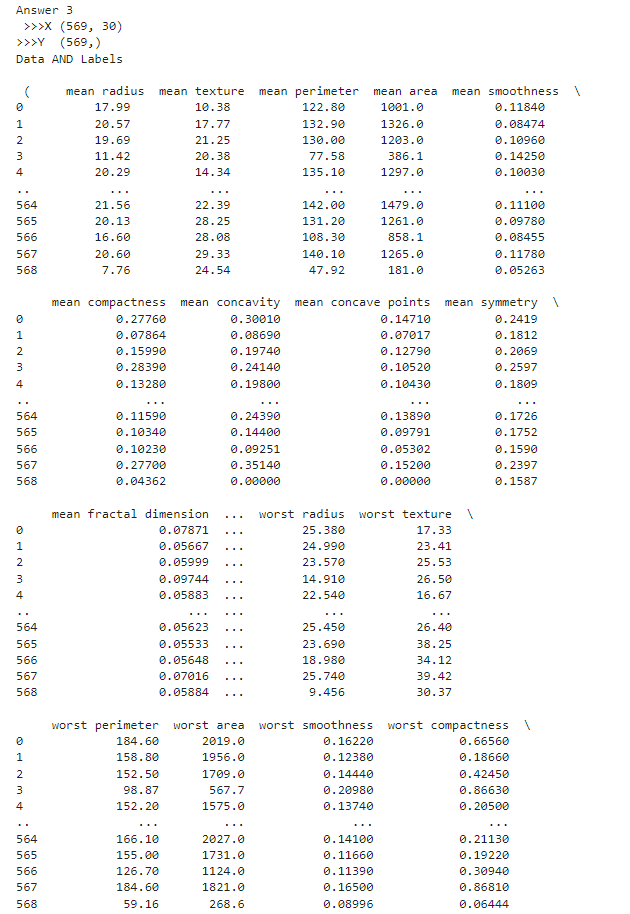 Answer 3
>>>X (569, 30)
>>>Y  (569,)
Data AND Labels
(     mean radius  mean texture  mean perimeter  mean area  mean smoothness  \
0          17.99         10.38          122.80     1001.0          0.11840
1          20.57         17.77          132.90     1326.0          0.08474
2          19.69         21.25          130.00     1203.0          0.10960
3          11.42         20.38           77.58      386.1          0.14250
4          20.29         14.34          135.10     1297.0          0.10030
..           ...           ...             ...        ...              ...
564        21.56         22.39          142.00     1479.0          0.11100
565        20.13         28.25          131.20     1261.0          0.09780
566        16.60         28.08          108.30      858.1          0.08455
567        20.60         29.33          140.10     1265.0          0.11780
568         7.76         24.54           47.92      181.0          0.05263
mean compactness  mean concavity  mean concave points  mean symmetry  \
0             0.27760         0.30010              0.14710         0.2419
1             0.07864         0.08690              0.07017         0.1812
2             0.15990         0.19740              0.12790         0.2069
3             0.28390         0.24140              0.10520         0.2597
4             0.13280         0.19800              0.10430         0.1809
..                ...             ...                  ...            ...
564           0.11590         0.24390              0.13890         0.1726
565           0.10340         0.14400              0.09791         0.1752
566           0.10230         0.09251              0.05302         0.1590
567           0.27700         0.35140              0.15200         0.2397
568           0.04362         0.00000              0.00000         0.1587
mean fractal dimension  ...  worst radius  worst texture  \
0                   0.07871  ...        25.380          17.33
1                   0.05667  ...        24.990          23.41
2                   0.05999  ...        23.570          25.53
3                   0.09744  ...        14.910          26.50
4                   0.05883  ...        22.540          16.67
..                      ...  ...           ...            ...
564                 0.05623  ...        25.450          26.40
565                 0.05533  ...        23.690          38.25
566                 0.05648  ...        18.980          34.12
567                 0.07016  ...        25.740          39.42
568                 0.05884  ...         9.456          30.37
worst perimeter  worst area  worst smoothness  worst compactness  \
0             184.60      2019.0           0.16220            0.66560
1             158.80      1956.0           0.12380            0.18660
2             152.50      1709.0           0.14440            0.42450
3              98.87       567.7           0.20980            0.86630
4             152.20      1575.0           0.13740            0.20500
..               ...         ...               ...                ...
564           166.10      2027.0           0.14100            0.21130
565           155.00      1731.0           0.11660            0.19220
566           126.70      1124.0           0.11390            0.30940
567           184.60      1821.0           0.16500            0.86810
568            59.16       268.6           0.08996            0.06444